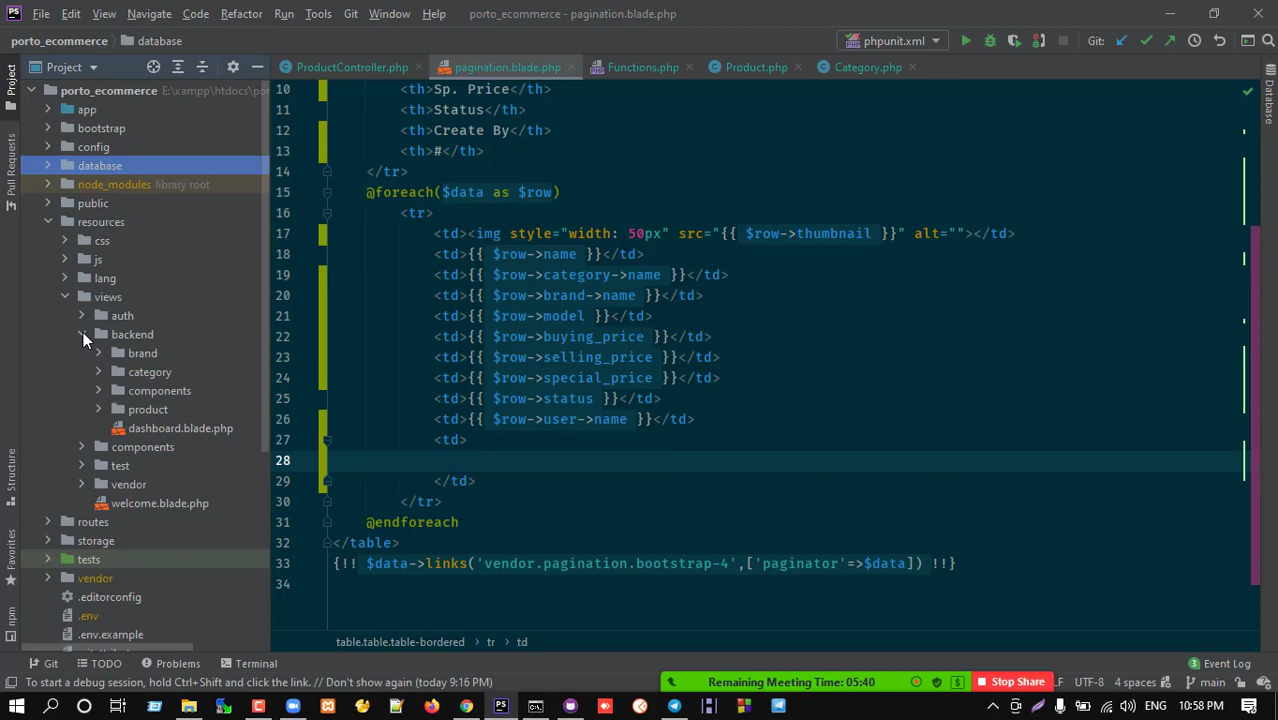 File Edit View Navigate Code Refactor Run Tools Git Window Help porto_ecommerce - pagination.blade.php
porto_ecommerce database phpunit.xml Git:
Project
ProductController.php pagination.blade.php Functions.php Product.php Category.php
porto_ecommerce E:\xampp\htdocs\po
app
bootstrap
config
database
node_modules library root
public
resources
css
js
lang
views
auth
backend
brand
category
components
product
dashboard.blade.php
components
test
vendor
welcome.blade.php
routes
storage
tests
vendor
.editorconfig
.env
.env.example
10 <th>Sp. Price</th>
11 <th>Status</th>
12 <th>Create By</th>
13 <th>#</th>
14 </tr>
15 @foreach($data as $row)
16 <tr>
17 <td><img style="width: 50px" src="{{ $row->thumbnail }}" alt=""></td>
18 <td>{{ $row->name }}</td>
19 <td>{{ $row->category->name }}</td>
20 <td>{{ $row->brand->name }}</td>
21 <td>{{ $row->model }}</td>
22 <td>{{ $row->buying_price }}</td>
23 <td>{{ $row->selling_price }}</td>
24 <td>{{ $row->special_price }}</td>
25 <td>{{ $row->status }}</td>
26 <td>{{ $row->user->name }}</td>
27 <td>
28
29 </td>
30 </tr>
31 @endforeach
32 </table>
33 {!! $data->links('vendor.pagination.bootstrap-4',['paginator'=>$data]) !!}
34
table.table.table-bordered tr td
Project
Pull Requests
Structure
Favorites
npm
Database
Git TODO Problems Terminal 3 Event Log
To start a debug session, hold Ctrl+Shift and click the link. // Don't show again (today 9:16 PM)
Remaining Meeting Time: 05:40 Stop Share
LF UTF-8 4 spaces main
ENG 10:58 PM